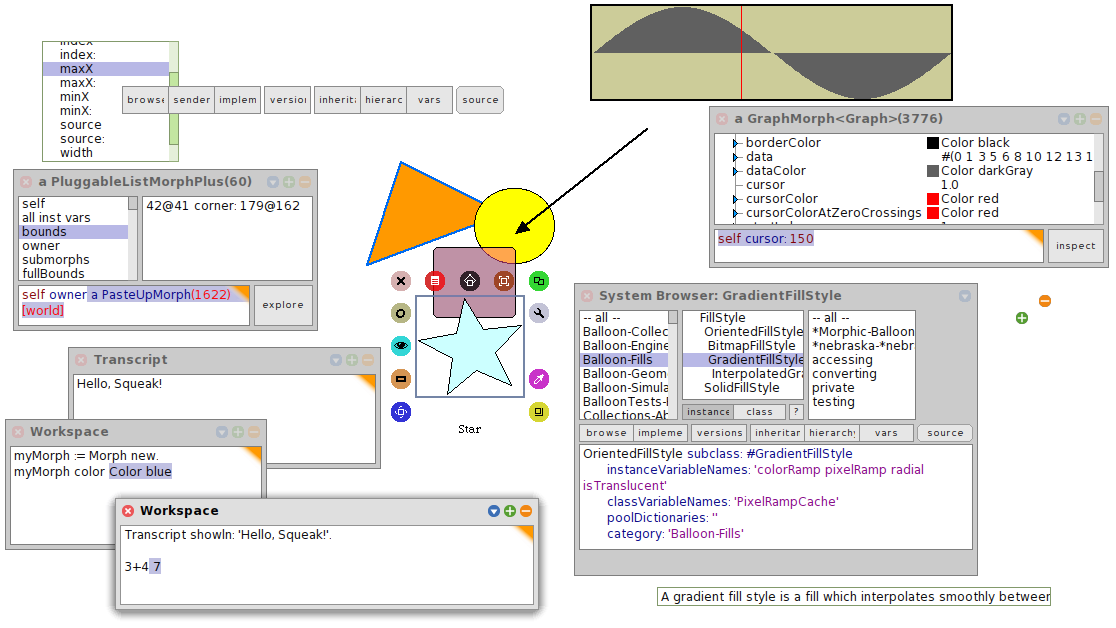 index
index:
maxX
maxX:
minX
minX:
source
source:
width
browse sender implem version inherita hierarc vars source
a PluggableListMorphPlus(60)
self
all inst vars
bounds
owner
submorphs
fullBounds
42@41 corner: 179@162
self owner a PasteUpMorph(1622)
[world]
explore
Transcript
Hello, Squeak!
Workspace
myMorph := Morph new.
myMorph color Color blue
Workspace
Transcript showln: 'Hello, Squeak!'.
3+4 7
Star
a GraphMorph<Graph>(3776)
borderColor Color black
data #(0 1 3 5 6 8 10 12 13 1
dataColor Color darkGray
cursor 1.0
cursorColor Color red
cursorColorAtZeroCrossings Color red
self cursor: 150
inspect
System Browser: GradientFillStyle
-- all --
Balloon-Collec
Balloon-Engine
Balloon-Fills
Balloon-Geom
Balloon-Simula
BalloonTests-
Collections-Ab
FillStyle
OrientedFillStyle
BitmapFillStyle
GradientFillStyle
InterpolatedGra
SolidFillStyle
instance class ?
-- all --
*Morphic-Balloon
*nebraska-*nebr
accessing
converting
private
testing
browse impleme versions inheritar hierarchy vars source
OrientedFillStyle subclass: #GradientFillStyle
instanceVariableNames: 'colorRamp pixelRamp radial
isTranslucent'
classVariableNames: 'PixelRampCache'
poolDictionaries: ''
category: 'Balloon-Fills'
A gradient fill style is a fill which interpolates smoothly between